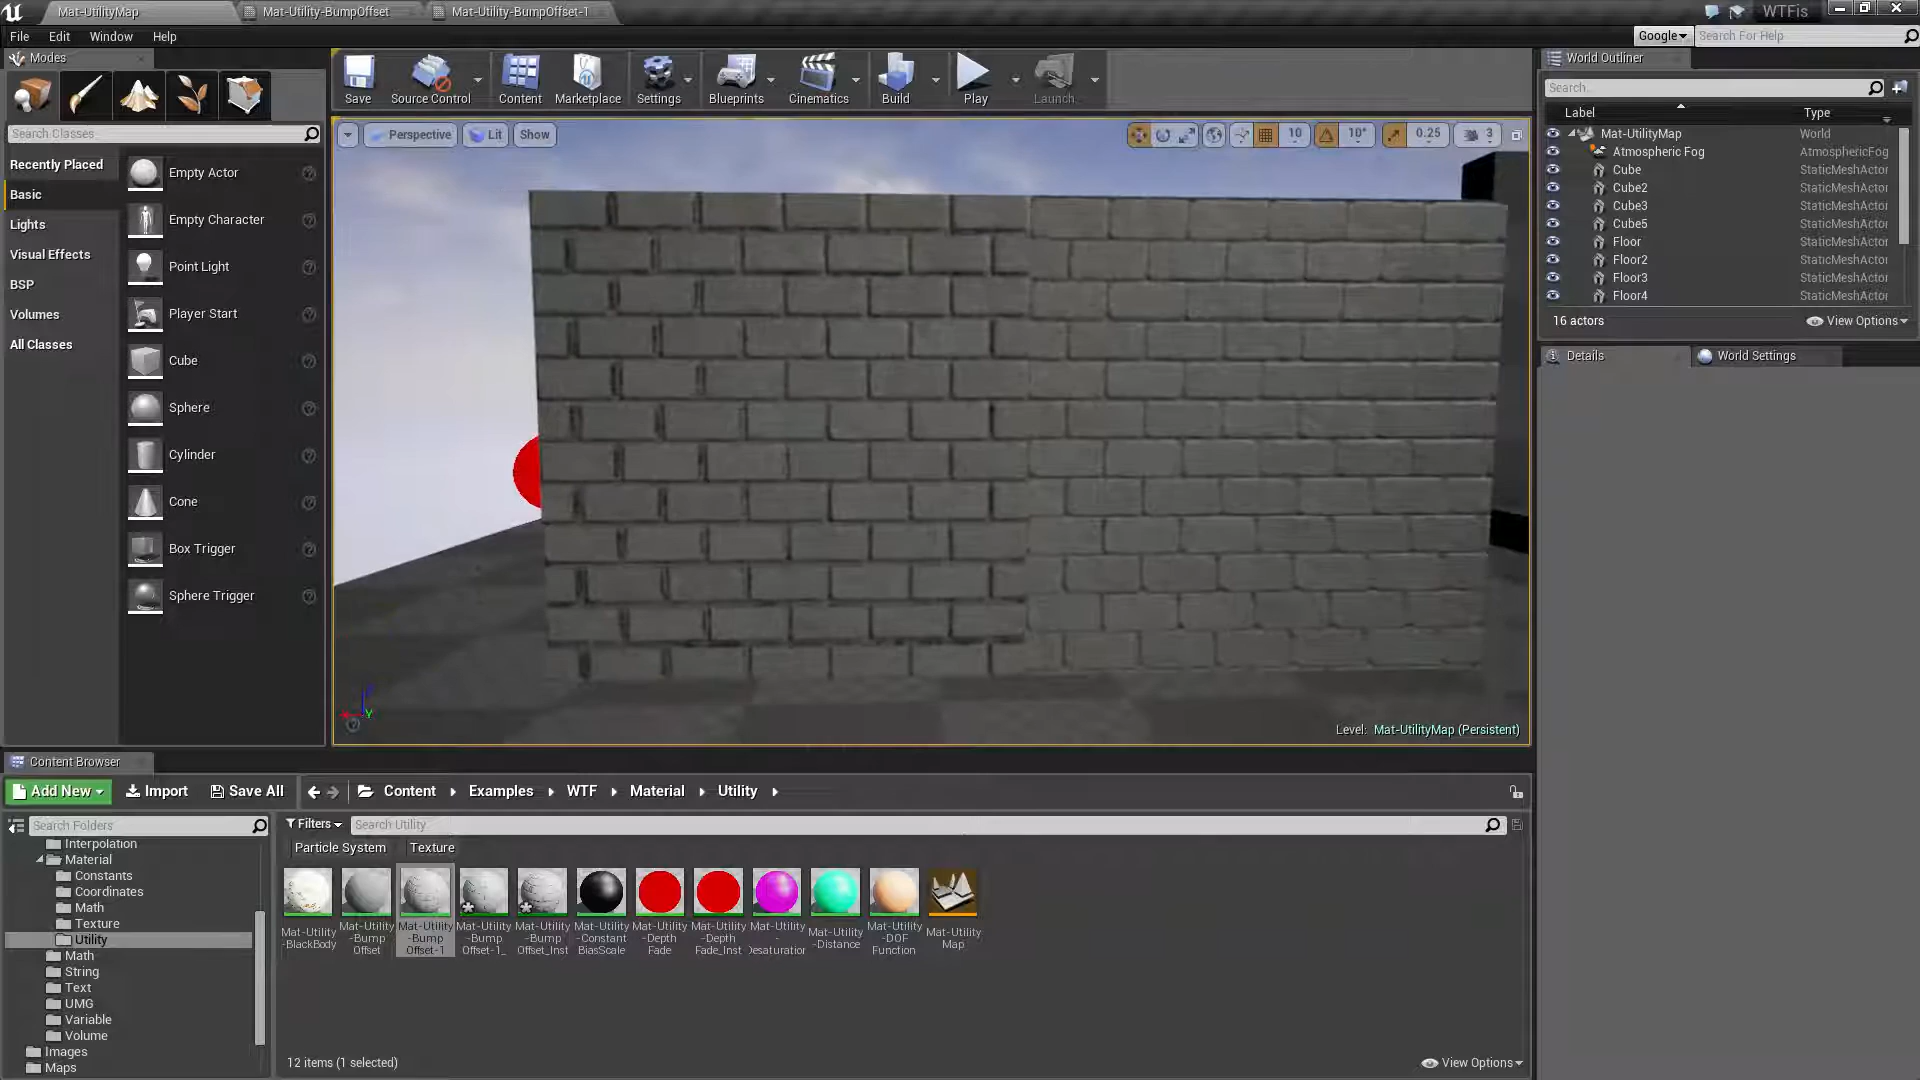 Mat-UtilityMap
Mat-Utility-BumpOffset
Mat-Utility-BumpOffset-1
WTFis
File
Edit
Window
Help
Google
Search For Help
Modes
Save
Source Control
Content
Marketplace
Settings
Blueprints
Cinematics
Build
Play
Launch
World Outliner
Search...
Label
Type
Mat-UtilityMap World
Atmospheric Fog AtmosphericFog
Cube StaticMeshActor
Cube2 StaticMeshActor
Cube3 StaticMeshActor
Cube5 StaticMeshActor
Floor StaticMeshActor
Floor2 StaticMeshActor
Floor3 StaticMeshActor
Floor4 StaticMeshActor
16 actors
View Options
Details
World Settings
Search Classes
Recently Placed
Basic
Lights
Visual Effects
BSP
Volumes
All Classes
Empty Actor
Empty Character
Point Light
Player Start
Cube
Sphere
Cylinder
Cone
Box Trigger
Sphere Trigger
Perspective
Lit
Show
10
10°
0.25
3
Y
Level: Mat-UtilityMap (Persistent)
Content Browser
Add New
Import
Save All
Content
Examples
WTF
Material
Utility
Search Folders
Interpolation
Material
Constants
Coordinates
Math
Texture
Utility
Math
String
Text
UMG
Variable
Volume
Images
Maps
Filters
Search Utility
Particle System
Texture
Mat-Utility
-BlackBody
Mat-Utility
-Bump
Offset
Mat-Utility
-Bump
Offset-1
Mat-Utility
-Bump
Offset-1_
Mat-Utility
-Bump
Offset_Inst
Mat-Utility
-Constant
BiasScale
Mat-Utility
-Depth
Fade
Mat-Utility
-Depth
Fade_Inst
Mat-Utility
-
Desaturation
Mat-Utility
-Distance
Mat-Utility
-DOF
Function
Mat-Utility
Map
12 items (1 selected)
View Options